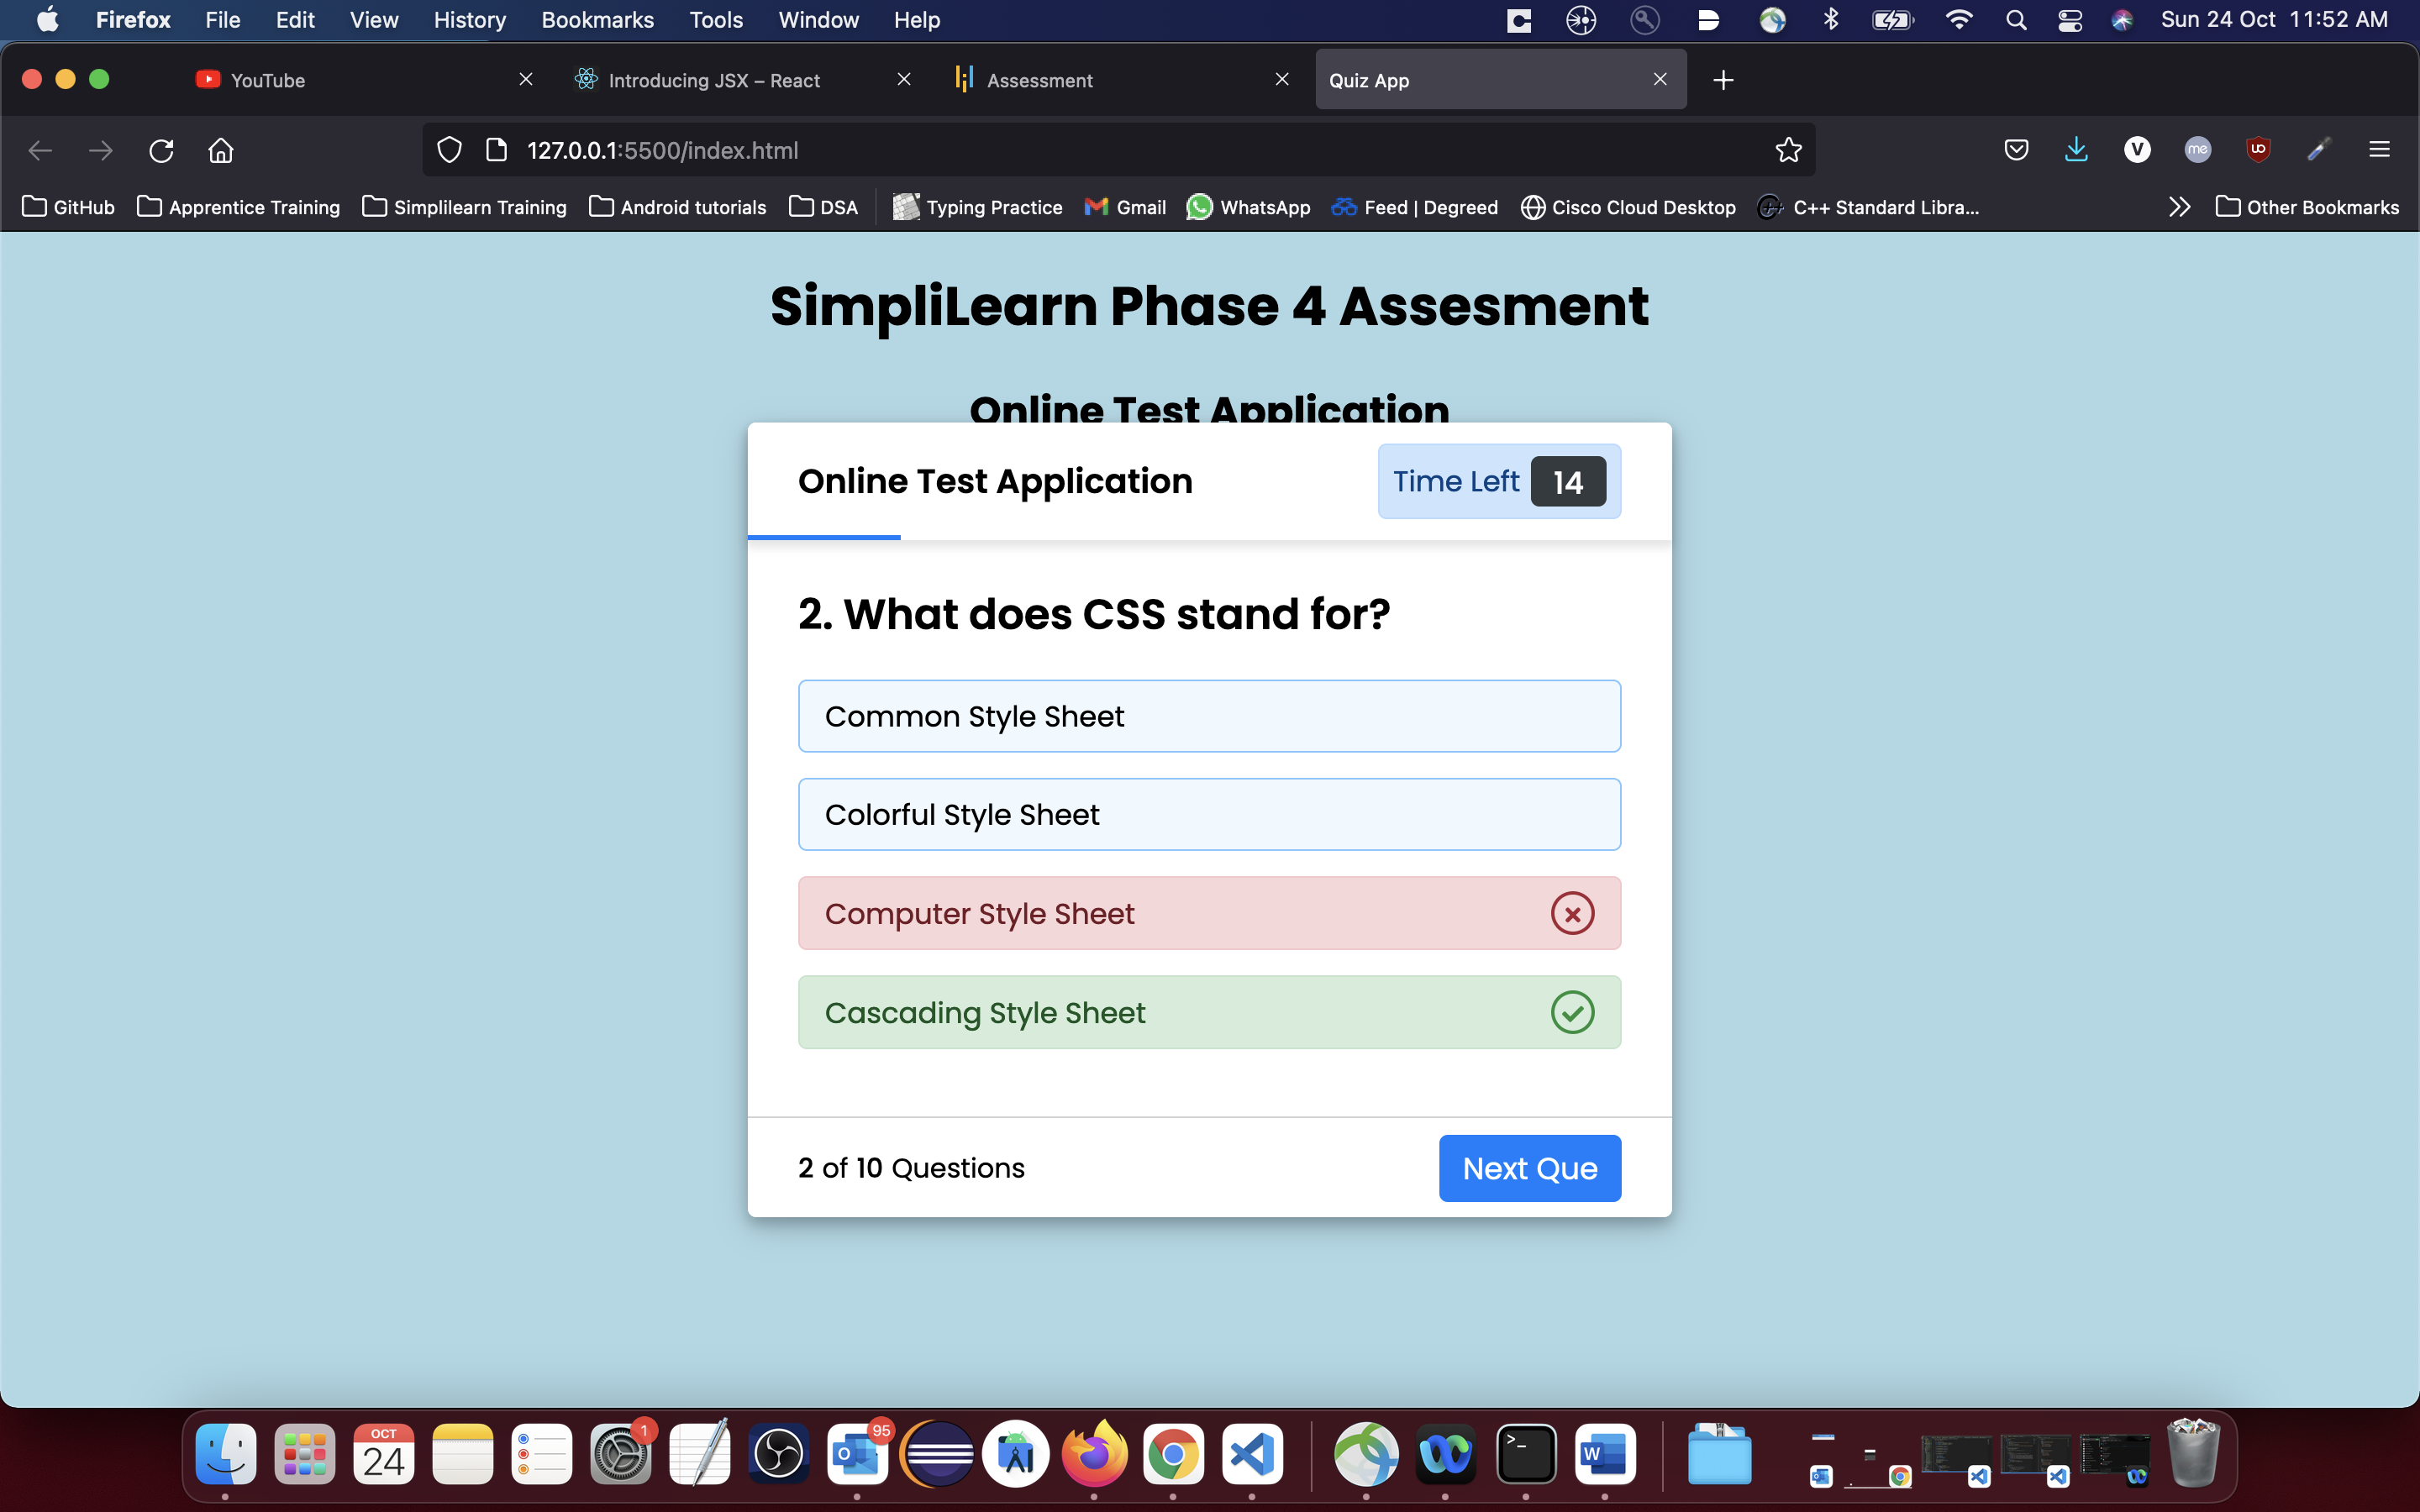 Firefox File Edit View History Bookmarks Tools Window Help Sun 24 Oct 11:52 AM
YouTube Introducing JSX – React Assessment Quiz App
127.0.0.1:5500/index.html
GitHub Apprentice Training Simplilearn Training Android tutorials DSA Typing Practice Gmail WhatsApp Feed | Degreed Cisco Cloud Desktop C++ Standard Libra... Other Bookmarks
SimpliLearn Phase 4 Assesment
Online Test Application
Online Test Application Time Left 14
2. What does CSS stand for?
Common Style Sheet
Colorful Style Sheet
Computer Style Sheet
Cascading Style Sheet
2 of 10 Questions Next Que
OCT 24 1 95